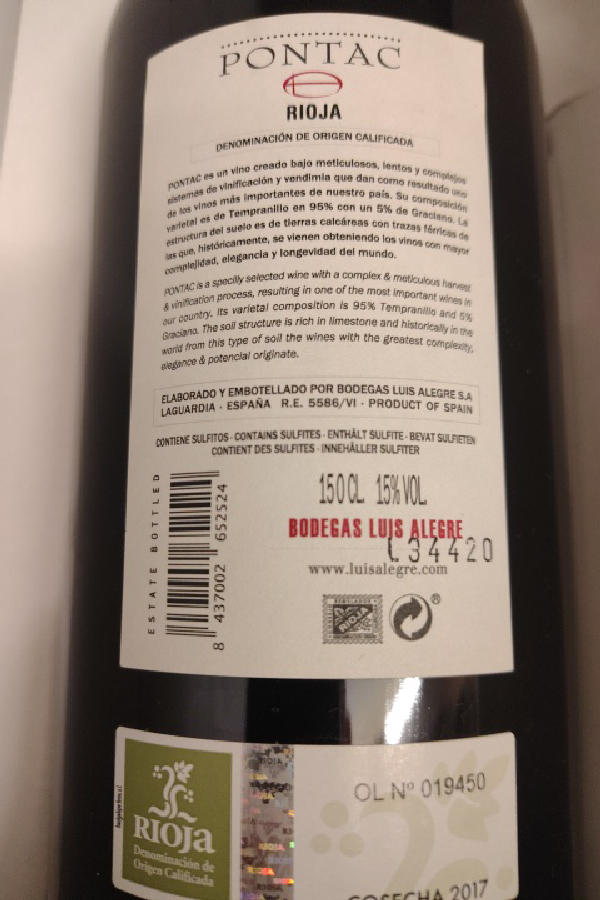 PONTAC
RIOJA
DENOMINACIÓN DE ORIGEN CALIFICADA
PONTAC es un vino creado bajo meticulosos, lentos y complejos
sistemas de vinificación y vendimia que dan como resultado uno
de los vinos más importantes de nuestro país. Su composición
varietal es de Tempranillo en 95% con un 5% de Graciano. La
estructura del suelo es de tierras calcáreas con trazas férricas de
las que, históricamente, se vienen obteniendo los vinos con mayor
complejidad, elegancia y longevidad del mundo.
PONTAC is a specilly selected wine with a complex & meticulous harvest
& vinification process, resulting in one of the most important wines in
our country. Its varietal composition is 95% Tempranillo and 5%
Graciano. The soil structure is rich in limestone and historically in the
world from this type of soil the wines with the greatest complexity,
elegance & potencial originate.
ELABORADO Y EMBOTELLADO POR BODEGAS LUIS ALEGRE S.A
LAGUARDIA · ESPAÑA R.E. 5586/VI · PRODUCT OF SPAIN
CONTIENE SULFITOS · CONTAINS SULFITES · ENTHÄLT SULFITE · BEVAT SULFIETEN
CONTIENT DES SULFITES · INNEHÅLLER SULFITER
ESTATE BOTTLED
8 437002 652524
150 CL 15% VOL.
BODEGAS LUIS ALEGRE
L34420
www.luisalegre.com
RIOJA
®
RIOJA
Denominación de
Origen Calificada
RIOJA
RIOJA
RIOJA
OL Nº 019450
COSECHA 2017